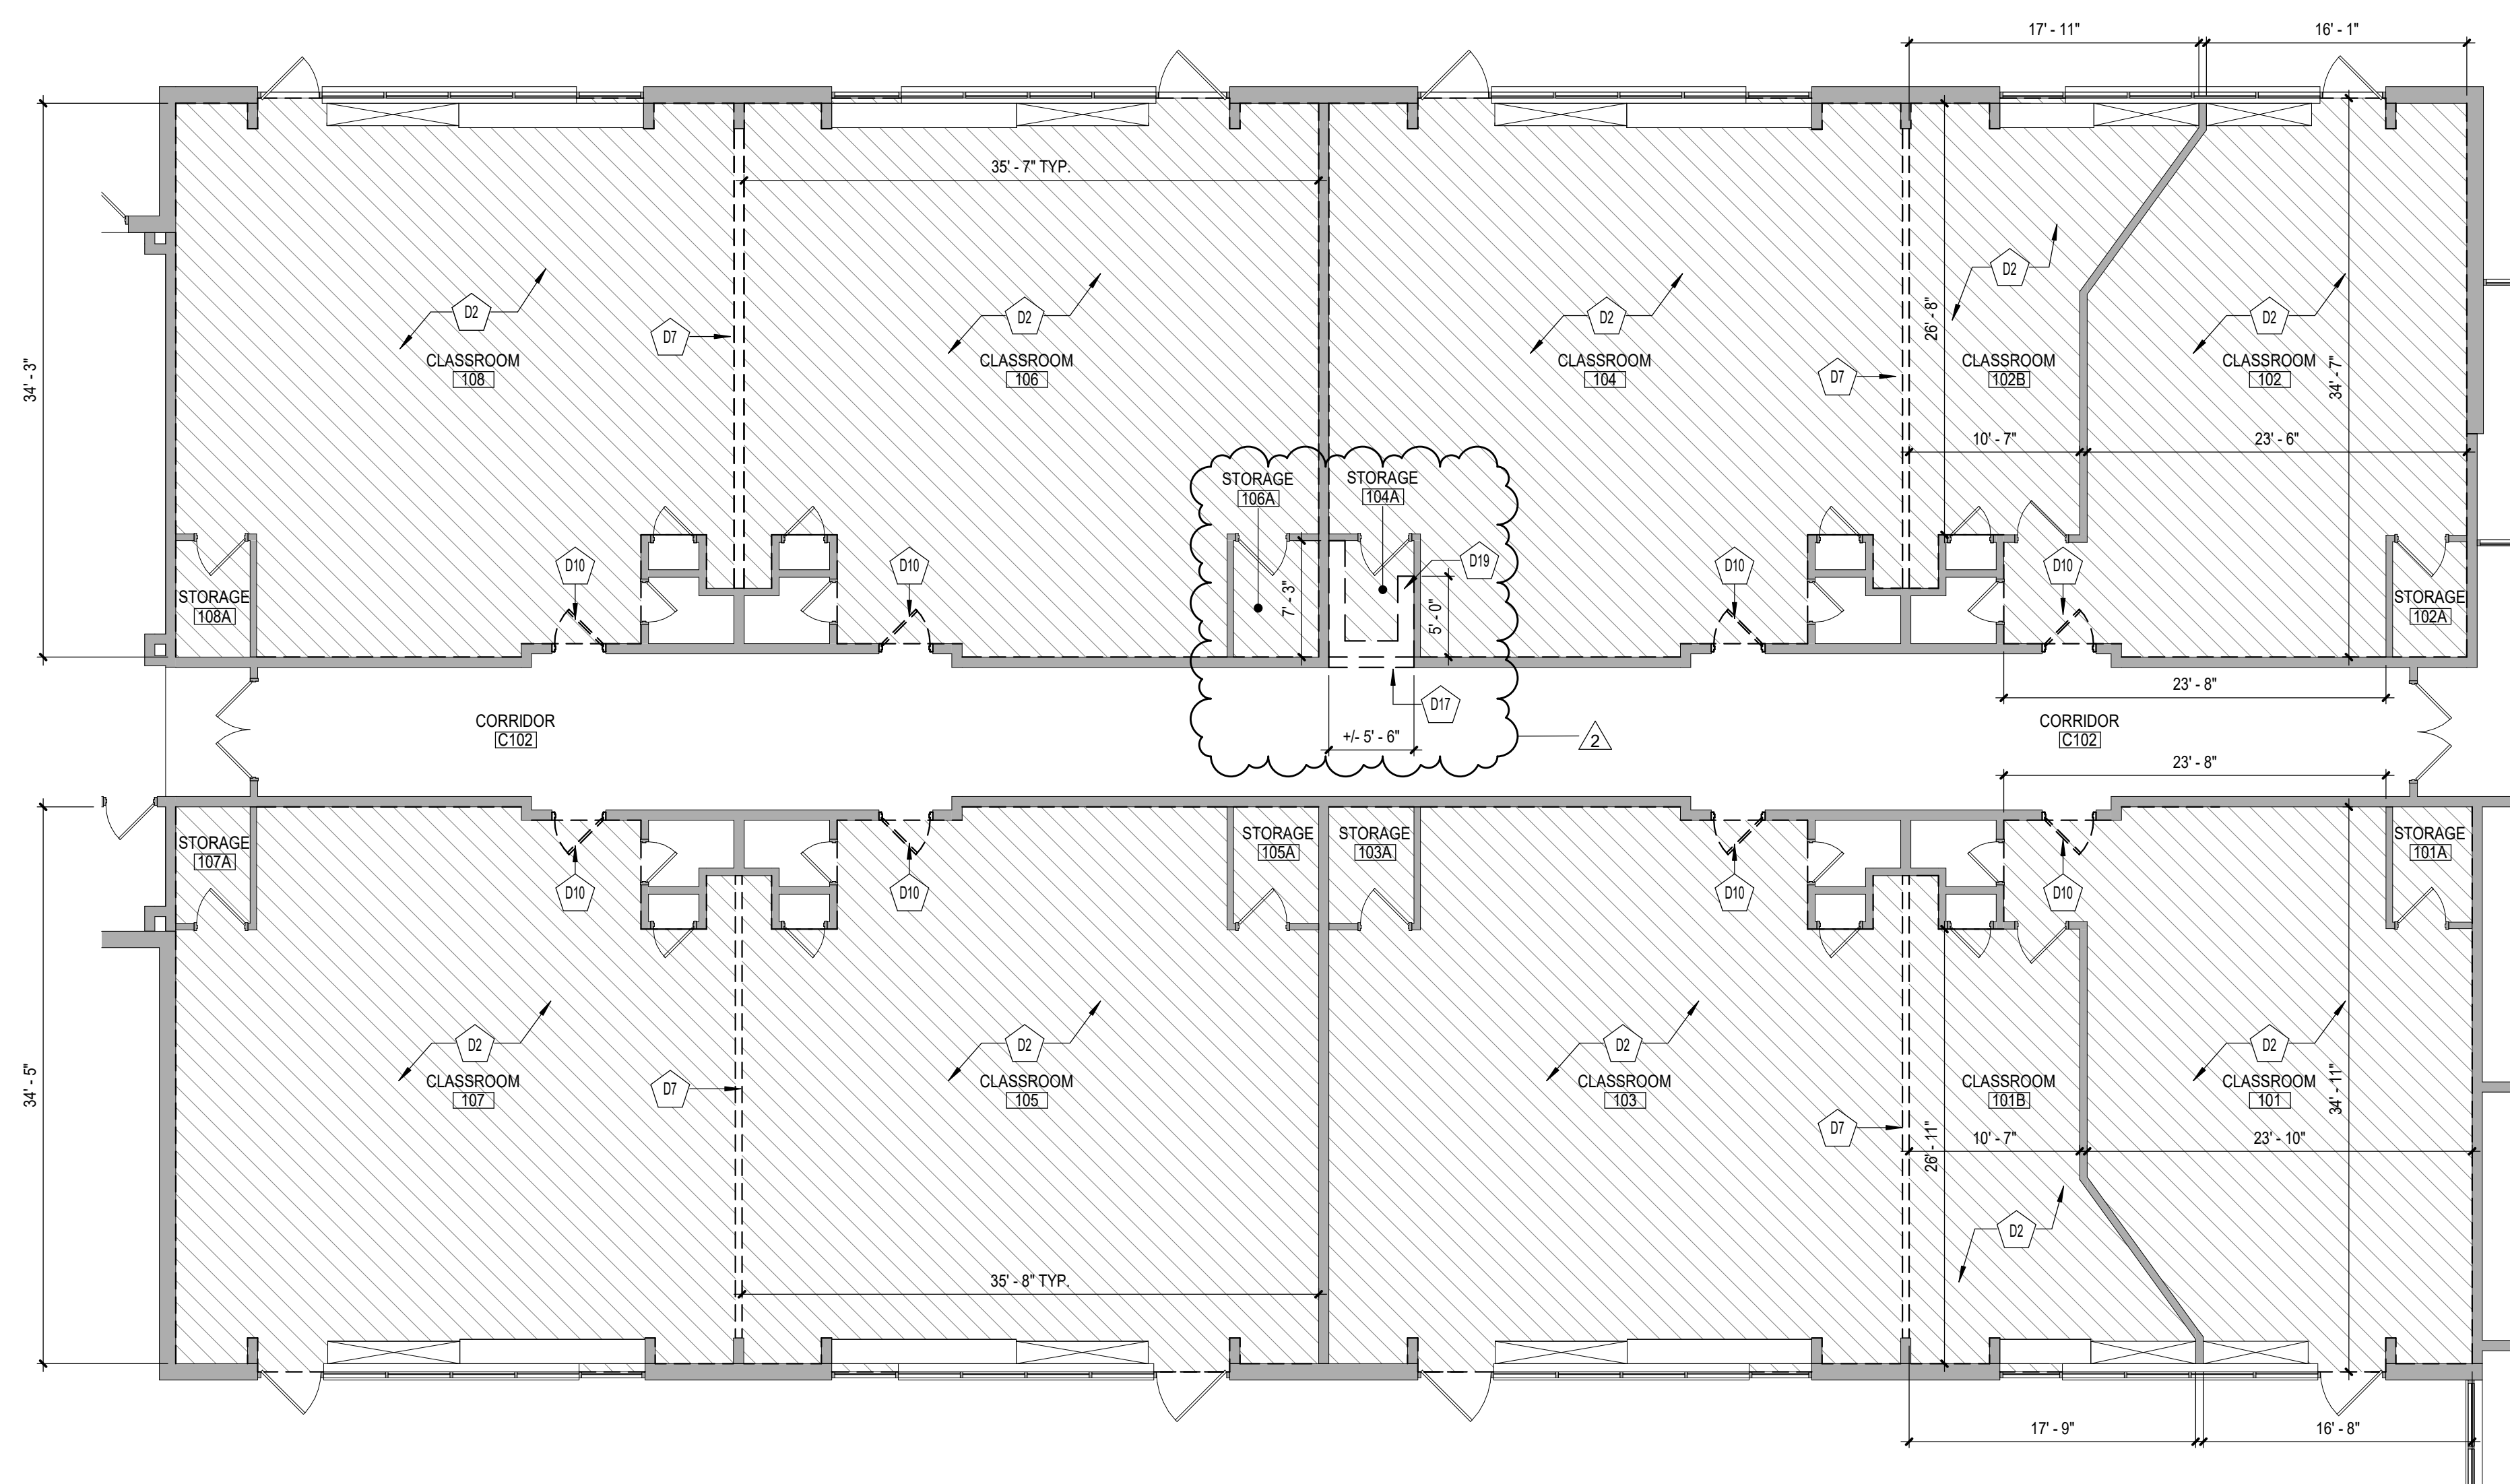 17' - 11"
16' - 1"
35' - 7" TYP.
D2
D2
D2
D2
D2
34' - 3"
D7
26' - 8"
CLASSROOM
108
CLASSROOM
106
CLASSROOM
104
D7
CLASSROOM
102B
CLASSROOM
102
34' - 7"
10' - 7"
23' - 6"
STORAGE
106A
STORAGE
104A
D10
D10
D19
D10
D10
STORAGE
108A
7' - 3"
5' - 0"
STORAGE
102A
23' - 8"
D17
CORRIDOR
C102
+/- 5' - 6"
2
CORRIDOR
C102
23' - 8"
STORAGE
107A
STORAGE
105A
STORAGE
103A
STORAGE
101A
D10
D10
D10
D10
D2
D2
D2
D2
34' - 5"
CLASSROOM
107
D7
CLASSROOM
105
CLASSROOM
103
D7
CLASSROOM
101B
CLASSROOM
101
34' - 11"
26' - 11"
10' - 7"
23' - 10"
D2
35' - 8" TYP.
17' - 9"
16' - 8"